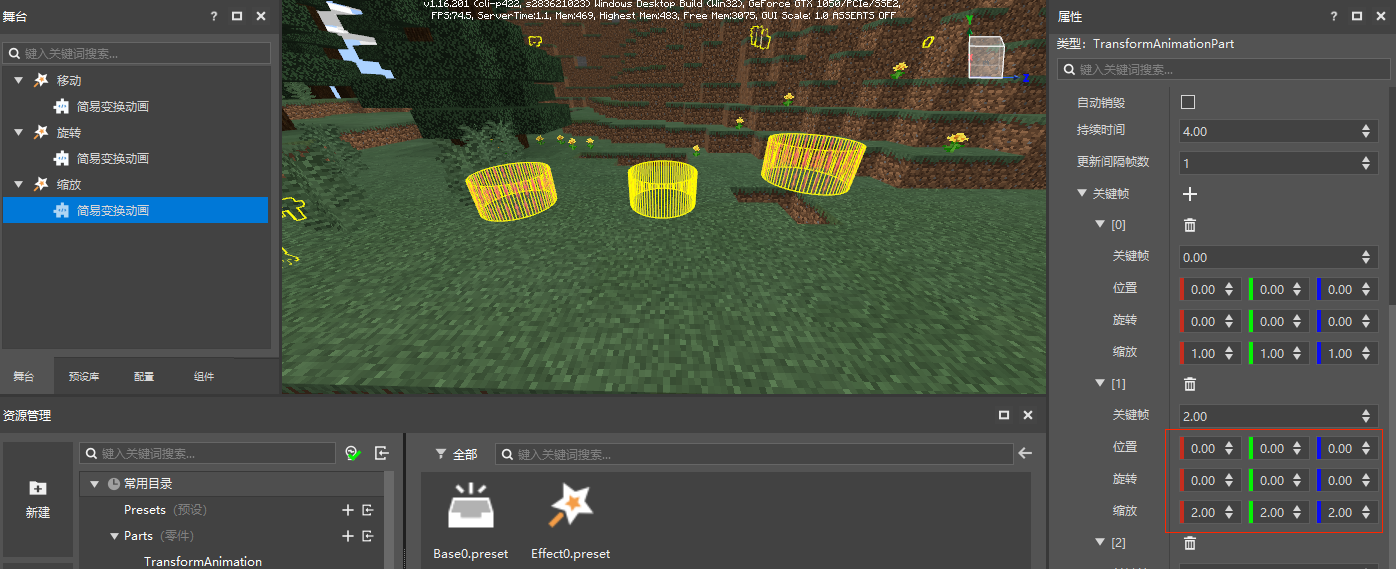 舞台
?
键入关键词搜索...
移动
简易变换动画
旋转
简易变换动画
缩放
简易变换动画
舞台 预设库 配置 组件
v1.16.201 (cli-p422, s283621023) Windows Desktop Build (Win32), GeForce GTX 1050/PCIe/SSE2,
FPS:74.5, ServerTime:1.1, Mem:469, Highest Mem:483, Free Mem:3075, GUI Scale: 1.0 ASSERTS OFF
Y
Z
资源管理
新建
键入关键词搜索...
常用目录
Presets (预设)
Parts (零件)
TransformAnimation
全部
键入关键词搜索...
Base0.preset Effect0.preset
属性
?
类型: TransformAnimationPart
键入关键词搜索...
自动销毁
持续时间 4.00
更新间隔帧数 1
关键帧
[0]
关键帧 0.00
位置 0.00 0.00 0.00
旋转 0.00 0.00 0.00
缩放 1.00 1.00 1.00
[1]
关键帧 2.00
位置 0.00 0.00 0.00
旋转 0.00 0.00 0.00
缩放 2.00 2.00 2.00
[2]